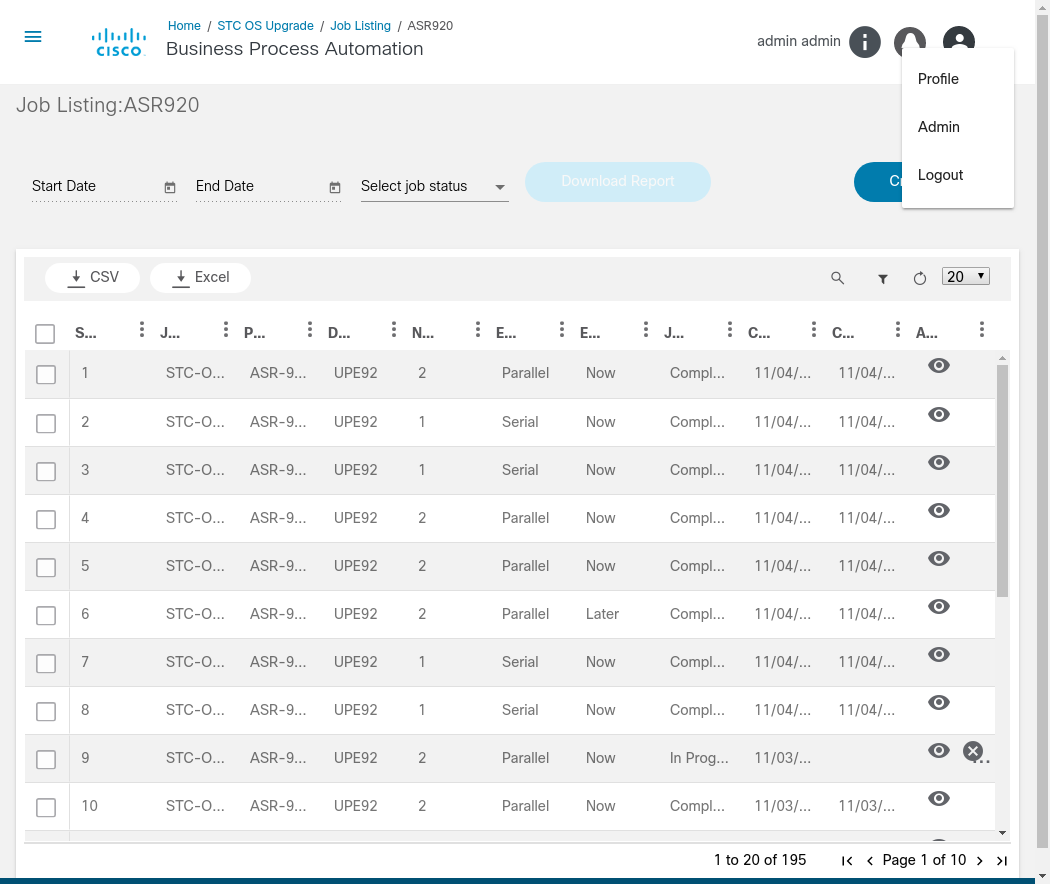 Home / STC OS Upgrade / Job Listing / ASR920
CISCO
Business Process Automation
admin admin
Profile
Admin
Logout
Job Listing:ASR920
Start Date End Date Select job status Download Report
CSV Excel 20
S... J... P... D... N... E... E... J... C... C... A...
1 STC-O... ASR-9... UPE92 2 Parallel Now Compl... 11/04/... 11/04/...
2 STC-O... ASR-9... UPE92 1 Serial Now Compl... 11/04/... 11/04/...
3 STC-O... ASR-9... UPE92 1 Serial Now Compl... 11/04/... 11/04/...
4 STC-O... ASR-9... UPE92 2 Parallel Now Compl... 11/04/... 11/04/...
5 STC-O... ASR-9... UPE92 2 Parallel Now Compl... 11/04/... 11/04/...
6 STC-O... ASR-9... UPE92 2 Parallel Later Compl... 11/04/... 11/04/...
7 STC-O... ASR-9... UPE92 1 Serial Now Compl... 11/04/... 11/04/...
8 STC-O... ASR-9... UPE92 1 Serial Now Compl... 11/04/... 11/04/...
9 STC-O... ASR-9... UPE92 2 Parallel Now In Prog... 11/03/... ...
10 STC-O... ASR-9... UPE92 2 Parallel Now Compl... 11/03/... 11/03/...
1 to 20 of 195 Page 1 of 10